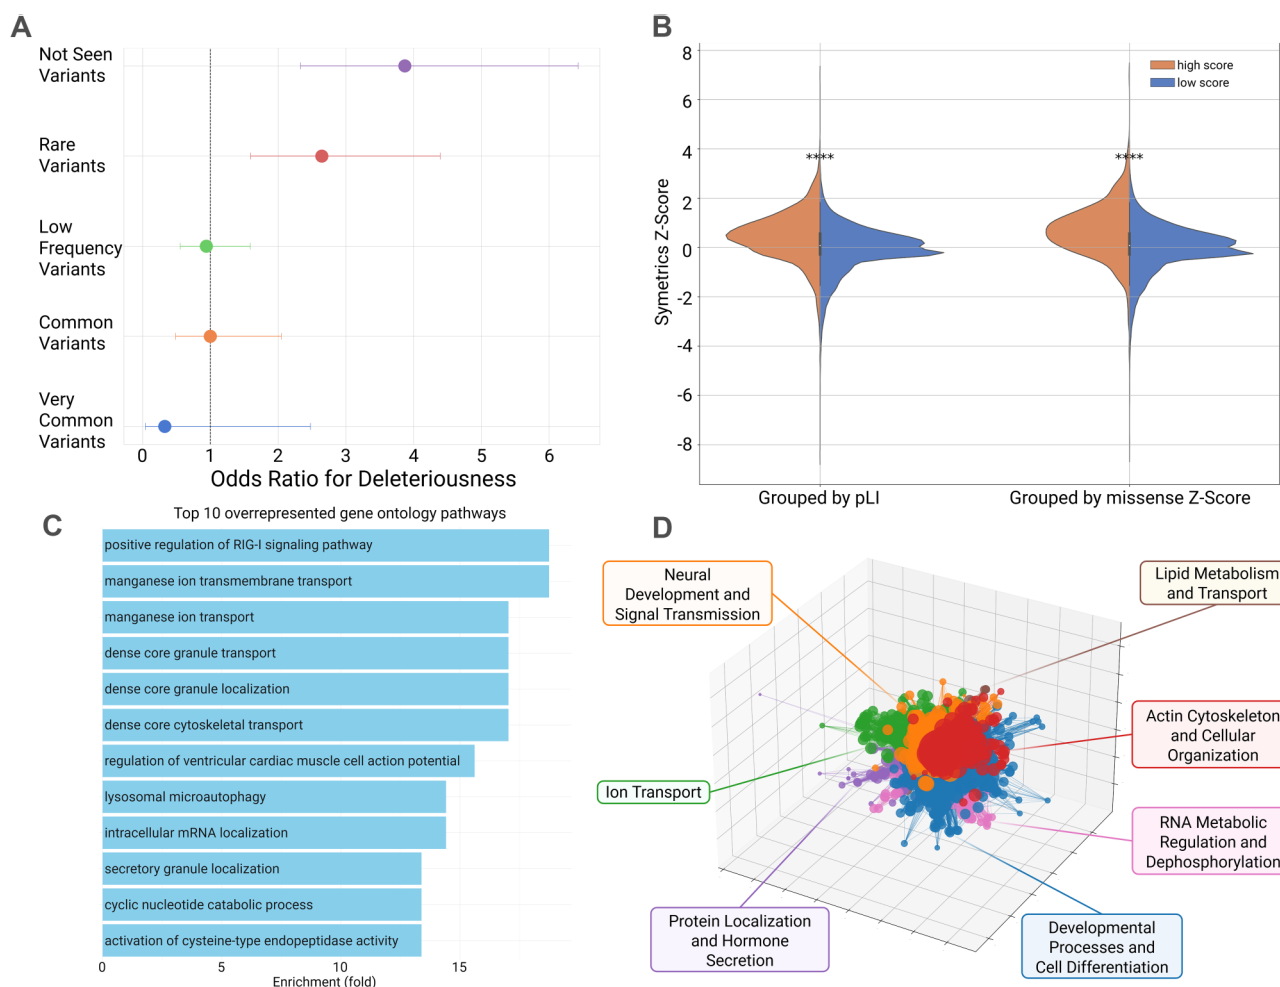 A
Not Seen
Variants
Rare
Variants
Low
Frequency
Variants
Common
Variants
Very
Common
Variants
0 1 2 3 4 5 6
Odds Ratio for Deleteriousness
B
Symetrics Z-Score
8
6
4
2
0
-2
-4
-6
-8
high score
low score
**** ****
Grouped by pLI Grouped by missense Z-Score
C
Top 10 overrepresented gene ontology pathways
positive regulation of RIG-I signaling pathway
manganese ion transmembrane transport
manganese ion transport
dense core granule transport
dense core granule localization
dense core cytoskeletal transport
regulation of ventricular cardiac muscle cell action potential
lysosomal microautophagy
intracellular mRNA localization
secretory granule localization
cyclic nucleotide catabolic process
activation of cysteine-type endopeptidase activity
0 5 10 15
Enrichment (fold)
D
Neural
Development and
Signal Transmission
Lipid Metabolism
and Transport
Actin Cytoskeleton
and Cellular
Organization
Ion Transport
RNA Metabolic
Regulation and
Dephosphorylation
Protein Localization
and Hormone
Secretion
Developmental
Processes and
Cell Differentiation